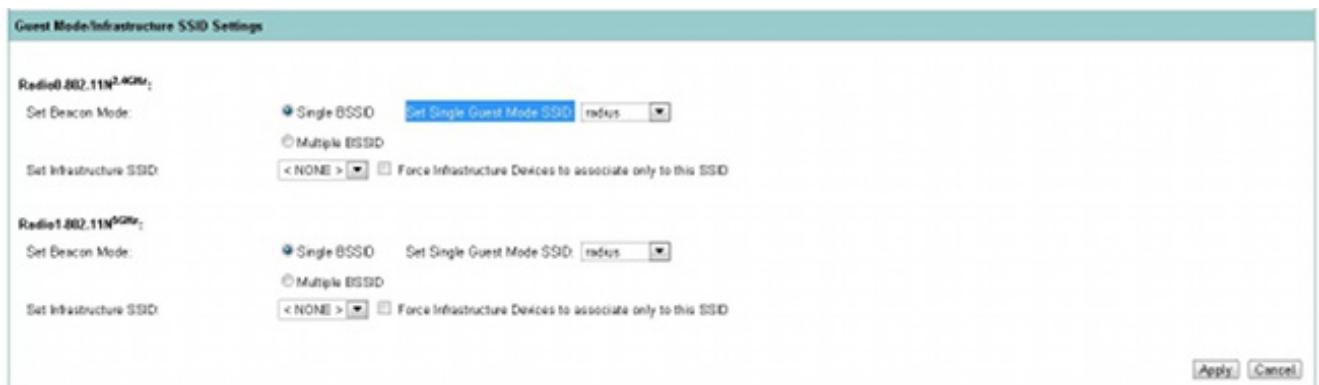 Guest Mode/Infrastructure SSID Settings
Radio0-802.11N2.4GHz:
Set Beacon Mode: Single BSSID Set Single Guest Mode SSID: radius
Multiple BSSID
Set Infrastructure SSID: < NONE > Force Infrastructure Devices to associate only to this SSID
Radio1-802.11N5GHz:
Set Beacon Mode: Single BSSID Set Single Guest Mode SSID: radius
Multiple BSSID
Set Infrastructure SSID: < NONE > Force Infrastructure Devices to associate only to this SSID
Apply Cancel